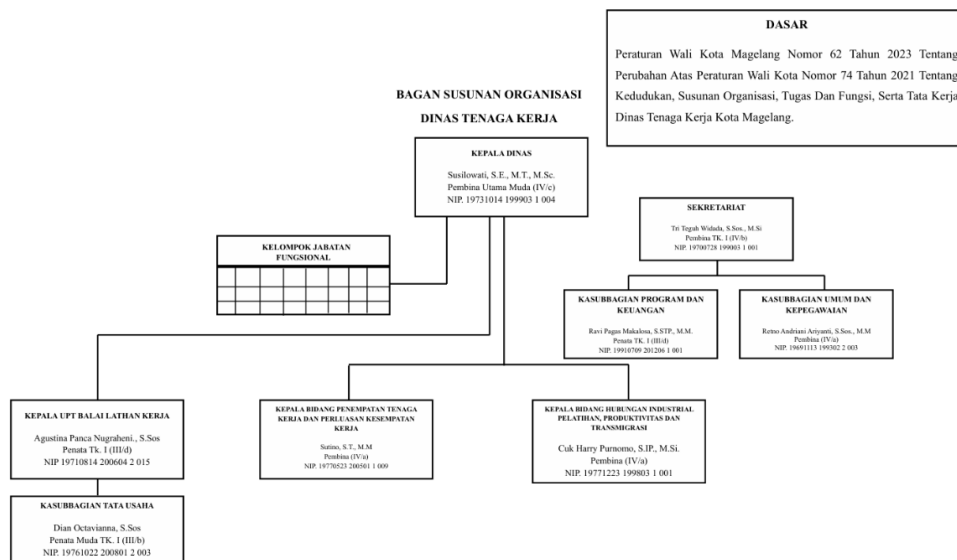 DASAR
Peraturan Wali Kota Magelang Nomor 62 Tahun 2023 Tentang
Perubahan Atas Peraturan Wali Kota Nomor 74 Tahun 2021 Tentang
Kedudukan, Susunan Organisasi, Tugas Dan Fungsi, Serta Tata Kerja
Dinas Tenaga Kerja Kota Magelang.
BAGAN SUSUNAN ORGANISASI
DINAS TENAGA KERJA
KEPALA DINAS
Susilowati, S.E., M.T., M.Sc.
Pembina Utama Muda (IV/c)
NIP. 19731014 199903 1 004
SEKRETARIAT
Tri Teguh Widada, S.Sos., M.Si
Pembina TK. I (IV/b)
NIP. 19700728 199003 1 001
KELOMPOK JABATAN
FUNGSIONAL
KASUBBAGIAN PROGRAM DAN
KEUANGAN
Ravi Pagas Makalosa, S.STP., M.M.
Penata TK. I (III/d)
NIP. 19910709 201206 1 001
KASUBBAGIAN UMUM DAN
KEPEGAWAIAN
Retno Andriani Ariyanti, S.Sos., M.M
Pembina (IV/a)
NIP. 19691113 199302 2 003
KEPALA UPT BALAI LATHAN KERJA
Agustina Panca Nugraheni., S.Sos
Penata Tk. I (III/d)
NIP 19710814 200604 2 015
KEPALA BIDANG PENEMPATAN TENAGA
KERJA DAN PERLUASAN KESEMPATAN
KERJA
Sutino, S.T., M.M
Pembina (IV/a)
NIP. 19770523 200501 1 009
KEPALA BIDANG HUBUNGAN INDUSTRIAL
PELATIHAN, PRODUKTIVITAS DAN
TRANSMIGRASI
Cuk Harry Purnomo, S.IP., M.Si.
Pembina (IV/a)
NIP. 19771223 199803 1 001
KASUBBAGIAN TATA USAHA
Dian Octavianna, S.Sos
Penata Muda TK. I (III/b)
NIP. 19761022 200801 2 003